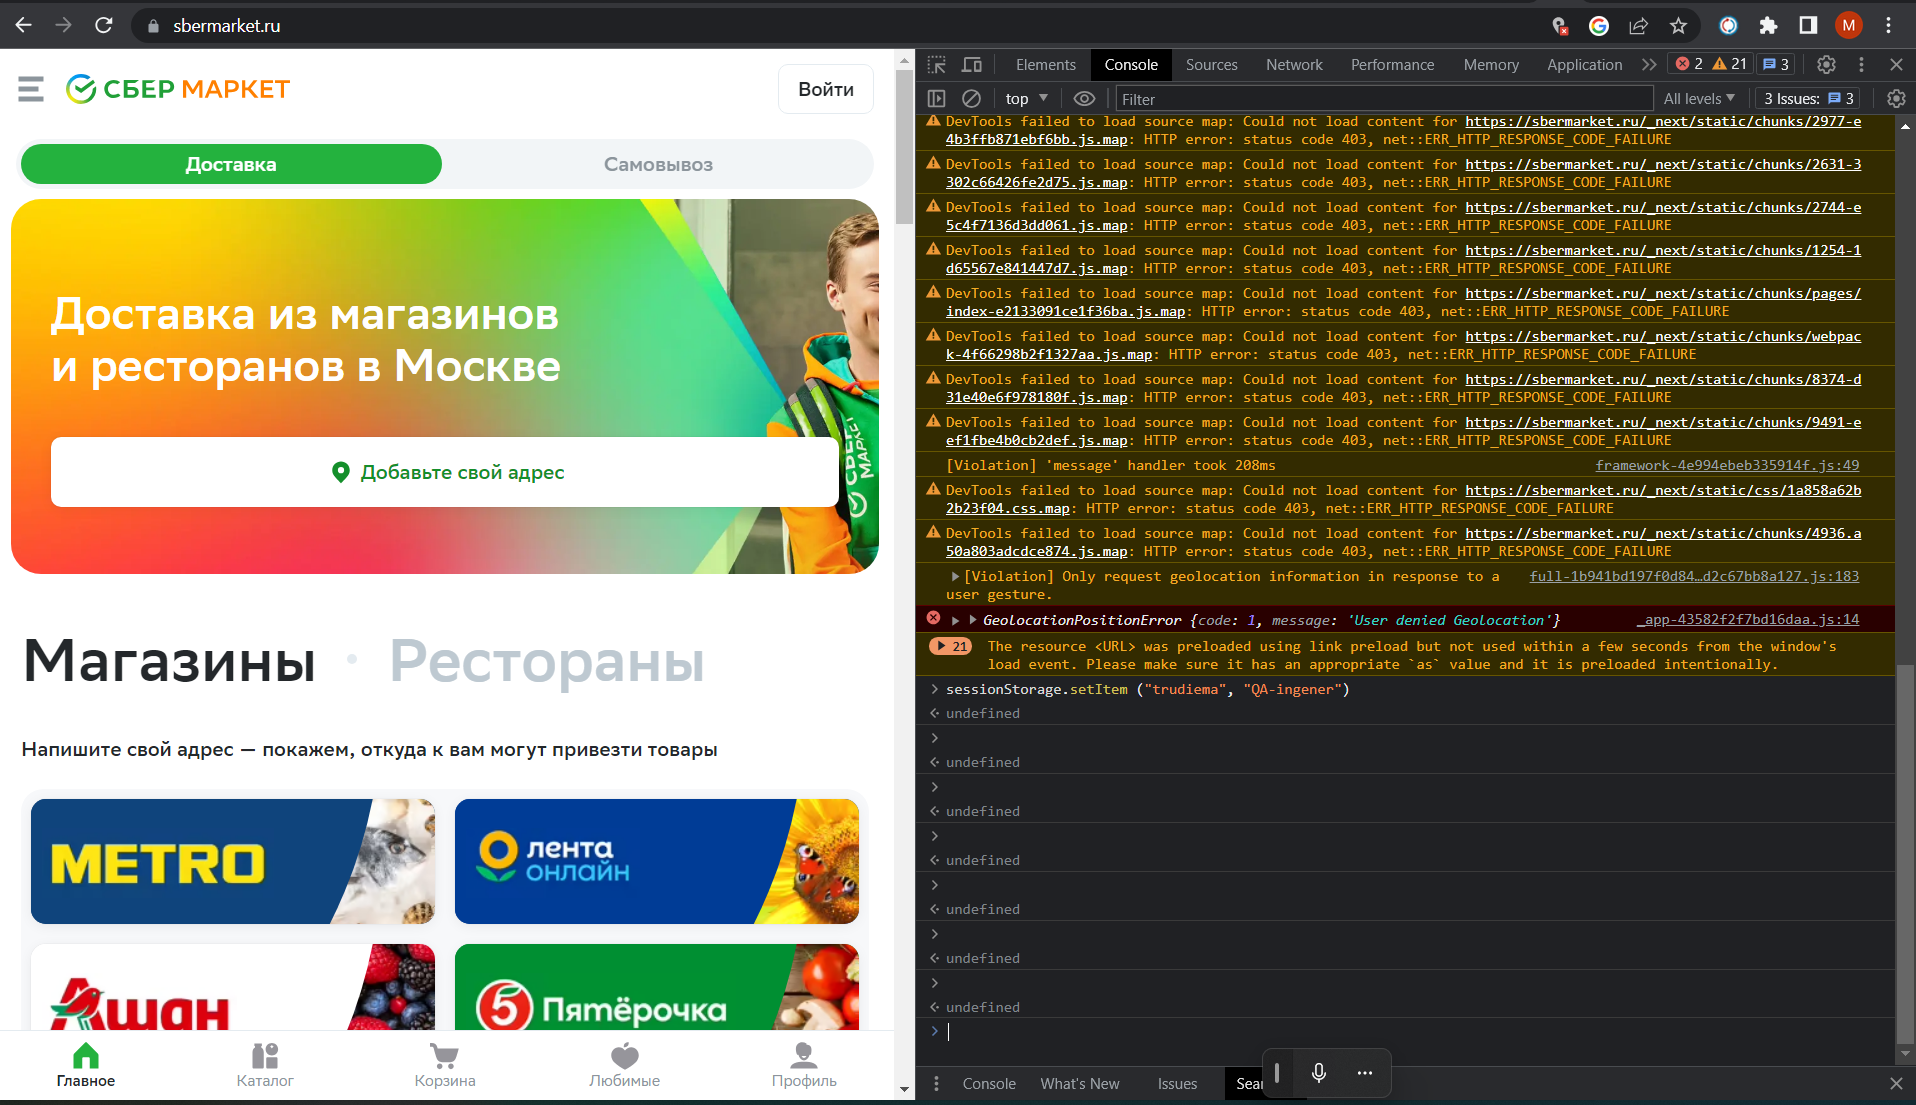 sbermarket.ru
M
СБЕР МАРКЕТ
Войти
Доставка
Самовывоз
Доставка из магазинов
и ресторанов в Москве
Добавьте свой адрес
СБЕР
МАРКЕТ
Магазины
Рестораны
Напишите свой адрес — покажем, откуда к вам могут привезти товары
METRO
лента
онлайн
Ашан
5 Пятёрочка
Главное
Каталог
Корзина
Любимые
Профиль
Elements Console Sources Network Performance Memory Application 2 21 3
top Filter All levels 3 Issues: 3
DevTools failed to load source map: Could not load content for https://sbermarket.ru/_next/static/chunks/2977-e
4b3ffb871ebf6bb.js.map: HTTP error: status code 403, net::ERR_HTTP_RESPONSE_CODE_FAILURE
DevTools failed to load source map: Could not load content for https://sbermarket.ru/_next/static/chunks/2631-3
302c66426fe2d75.js.map: HTTP error: status code 403, net::ERR_HTTP_RESPONSE_CODE_FAILURE
DevTools failed to load source map: Could not load content for https://sbermarket.ru/_next/static/chunks/2744-e
5c4f7136d3dd061.js.map: HTTP error: status code 403, net::ERR_HTTP_RESPONSE_CODE_FAILURE
DevTools failed to load source map: Could not load content for https://sbermarket.ru/_next/static/chunks/1254-1
d65567e841447d7.js.map: HTTP error: status code 403, net::ERR_HTTP_RESPONSE_CODE_FAILURE
DevTools failed to load source map: Could not load content for https://sbermarket.ru/_next/static/chunks/pages/
index-e2133091ce1f36ba.js.map: HTTP error: status code 403, net::ERR_HTTP_RESPONSE_CODE_FAILURE
DevTools failed to load source map: Could not load content for https://sbermarket.ru/_next/static/chunks/webpac
k-4f66298b2f1327aa.js.map: HTTP error: status code 403, net::ERR_HTTP_RESPONSE_CODE_FAILURE
DevTools failed to load source map: Could not load content for https://sbermarket.ru/_next/static/chunks/8374-d
31e40e6f978180f.js.map: HTTP error: status code 403, net::ERR_HTTP_RESPONSE_CODE_FAILURE
DevTools failed to load source map: Could not load content for https://sbermarket.ru/_next/static/chunks/9491-e
ef1fbe4b0cb2def.js.map: HTTP error: status code 403, net::ERR_HTTP_RESPONSE_CODE_FAILURE
[Violation] 'message' handler took 208ms framework-4e994ebeb335914f.js:49
DevTools failed to load source map: Could not load content for https://sbermarket.ru/_next/static/css/1a858a62b
2b23f04.css.map: HTTP error: status code 403, net::ERR_HTTP_RESPONSE_CODE_FAILURE
DevTools failed to load source map: Could not load content for https://sbermarket.ru/_next/static/chunks/4936.a
50a803adcdce874.js.map: HTTP error: status code 403, net::ERR_HTTP_RESPONSE_CODE_FAILURE
[Violation] Only request geolocation information in response to a full-1b941bd197f0d84…d2c67bb8a127.js:183
user gesture.
GeolocationPositionError {code: 1, message: 'User denied Geolocation'} _app-43582f2f7bd16daa.js:14
21 The resource <URL> was preloaded using link preload but not used within a few seconds from the window's
load event. Please make sure it has an appropriate `as` value and it is preloaded intentionally.
sessionStorage.setItem ("trudiema", "QA-ingener")
undefined
undefined
undefined
undefined
undefined
undefined
undefined
Console What's New Issues Sea